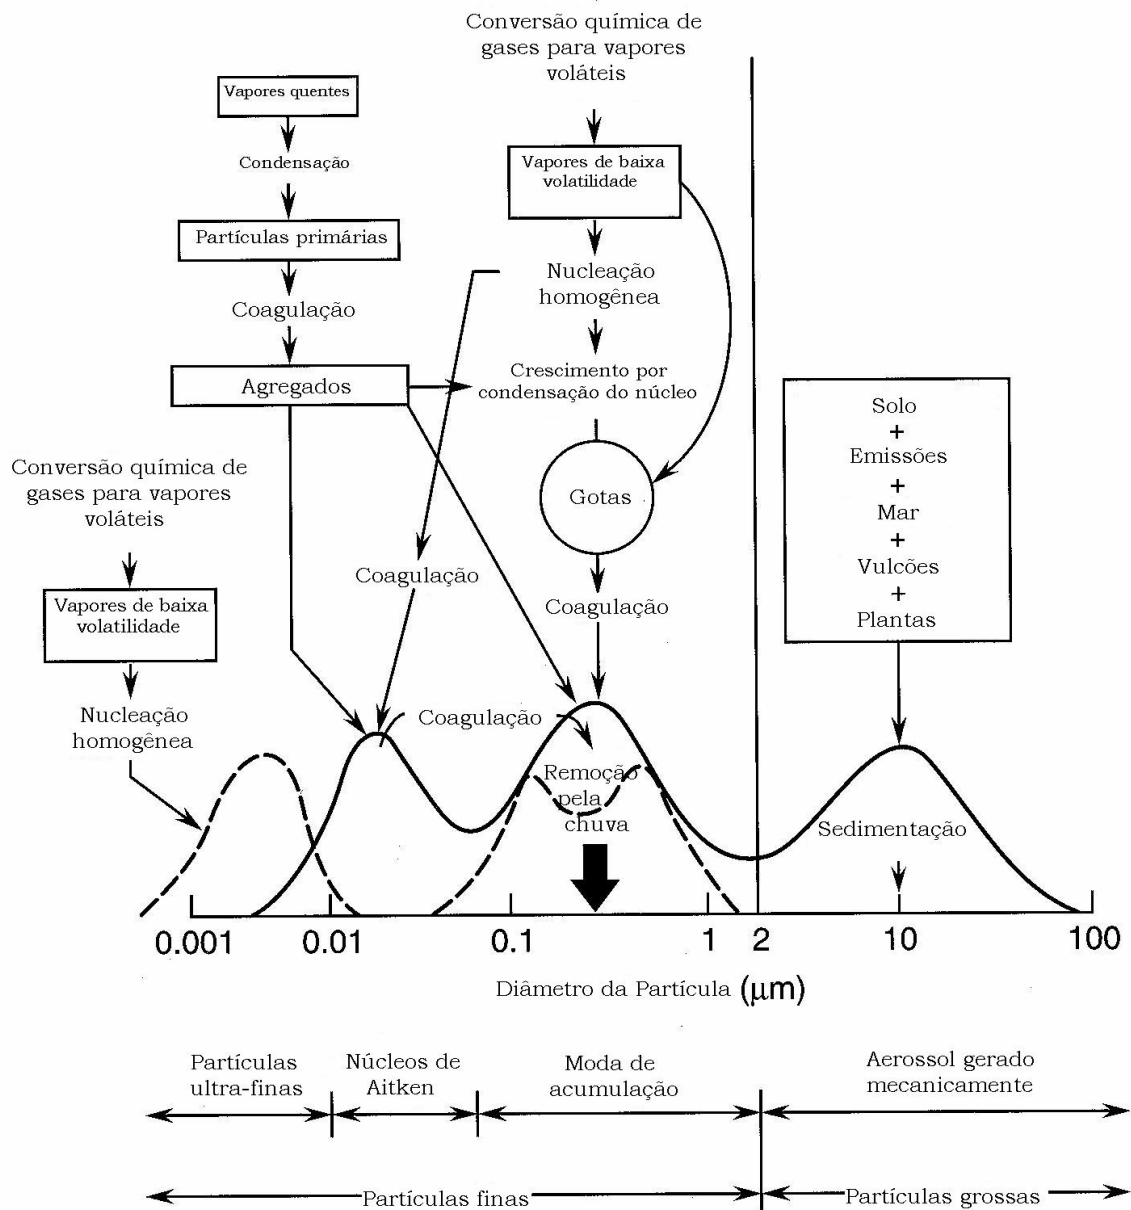 Conversão química de
gases para vapores
voláteis
Vapores quentes
Condensação
Vapores de baixa
volatilidade
Partículas primárias
Nucleação
homogênea
Coagulação
Agregados
Crescimento por
condensação do núcleo
Solo
+
Emissões
+
Mar
+
Vulcões
+
Plantas
Conversão química de
gases para vapores
voláteis
Gotas
Coagulação
Coagulação
Vapores de baixa
volatilidade
Nucleação
homogênea
Coagulação
Remoção
pela
chuva
Sedimentação
0.001 0.01 0.1 1 2 10 100
Diâmetro da Partícula (μm)
Partículas
ultra-finas
Núcleos de
Aitken
Moda de
acumulação
Aerossol gerado
mecanicamente
Partículas finas
Partículas grossas